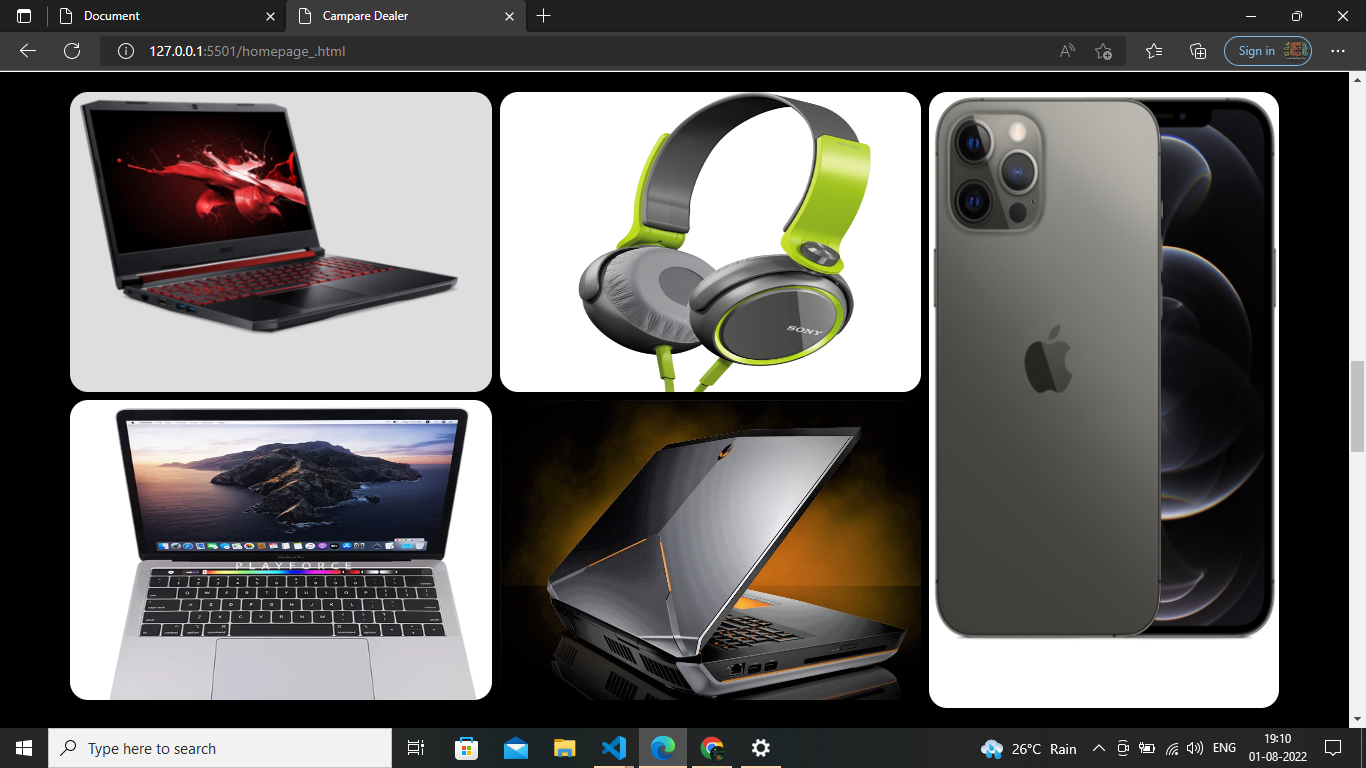 Document
Campare Dealer
127.0.0.1:5501/homepage_.html
Sign in
acer
SONY
PLAYFORCE
Type here to search
26°C Rain
ENG
19:10
01-08-2022